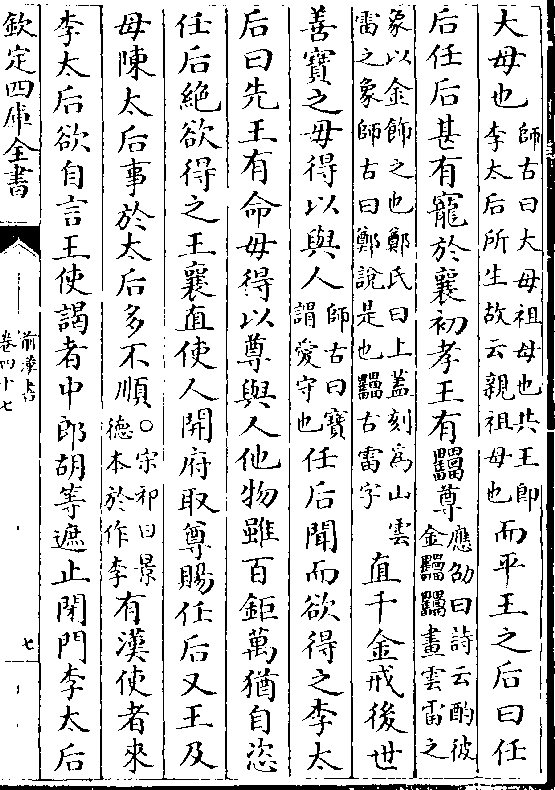 大母也師古曰大母祖母也共王即李太后所生故云親祖母也而平王之后曰任
后任后甚有寵於襄初孝王有𤴁尊應劭曰詩云酌彼金𤴁𤴁畫雲雷之
象以金飾之也鄭氏曰上蓋刻為山雲雷之象師古曰鄭說是也𤴁古雷字直千金戒後世
善寶之毋得以與人師古曰寶謂愛守也任后聞而欲得之李太
后曰先王有命毋得以尊與人他物雖百鉅萬猶自恣
任后絕欲得之王襄直使人開府取尊賜任后又王及
母陳太后事於太后多不順○宋祁曰景德本於作李有漢使者來
李太后欲自言王使謁者中郎胡等遮止閉門李太后
欽定四庫全書
前漢書
卷四十七
七